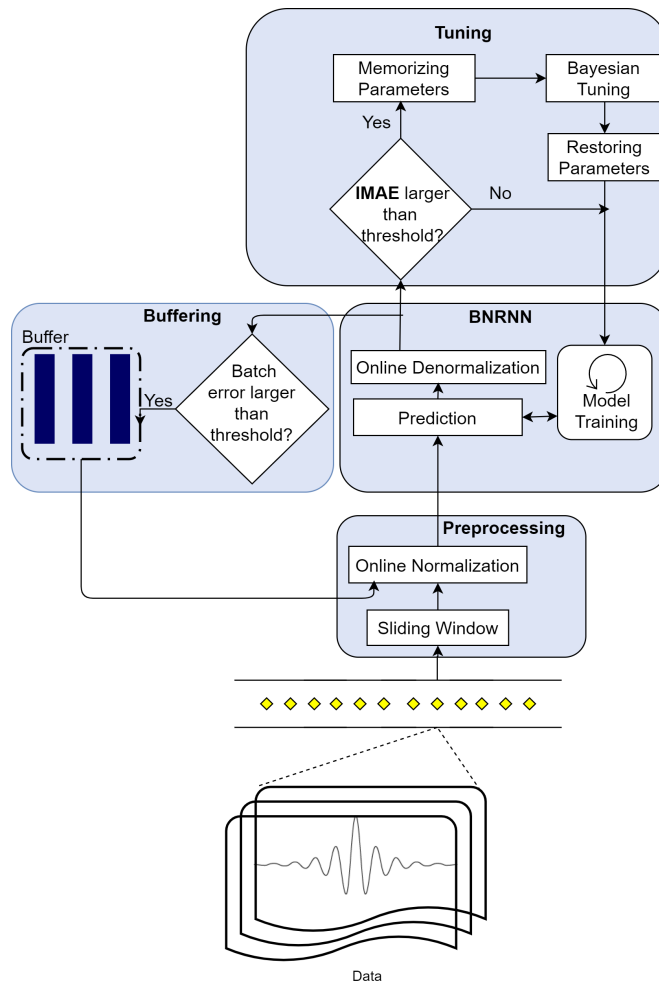 Tuning
Memorizing
Parameters
Bayesian
Tuning
Yes
Restoring
Parameters
IMAE larger
than
threshold?
No
Buffering
Buffer
Yes
Batch
error larger
than
threshold?
BNRNN
Online Denormalization
Prediction
Model
Training
Preprocessing
Online Normalization
Sliding Window
Data